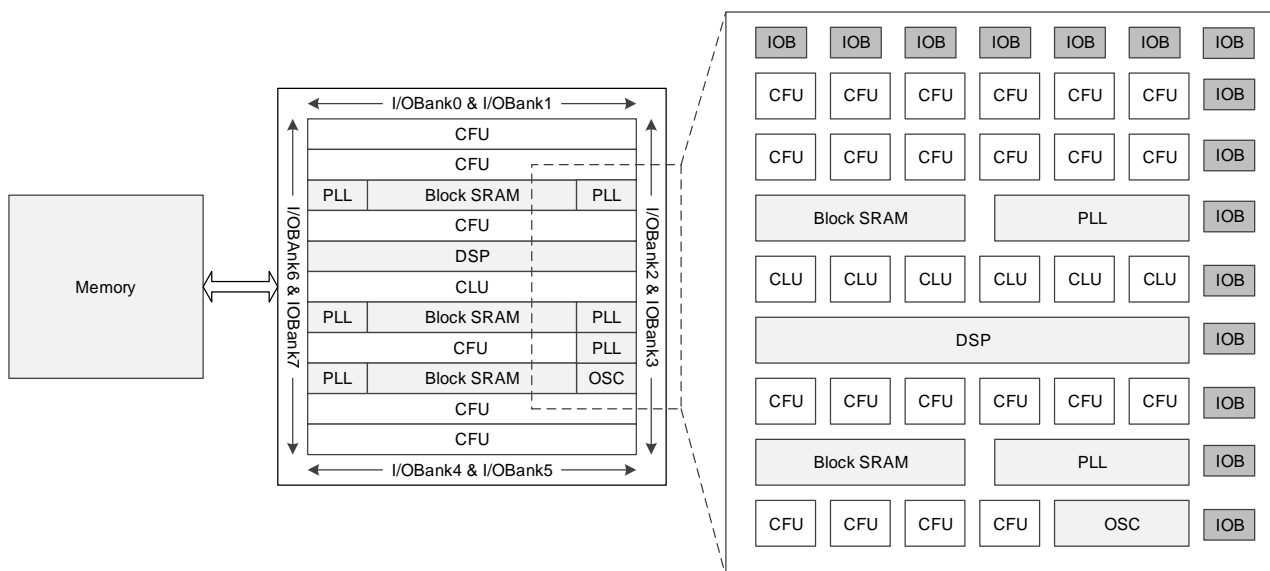 Memory
I/OBank0 & I/OBank1
I/OBAnk6 & IOBank7
CFU
CFU
PLL Block SRAM PLL
CFU
DSP
CLU
PLL Block SRAM PLL
CFU PLL
PLL Block SRAM OSC
CFU
CFU
I/OBank2 & IOBank3
I/OBank4 & I/OBank5
IOB IOB IOB IOB IOB IOB IOB
CFU CFU CFU CFU CFU CFU IOB
CFU CFU CFU CFU CFU CFU IOB
Block SRAM PLL IOB
CLU CLU CLU CLU CLU CLU IOB
DSP IOB
CFU CFU CFU CFU CFU CFU IOB
Block SRAM PLL
CFU CFU CFU CFU OSC IOB